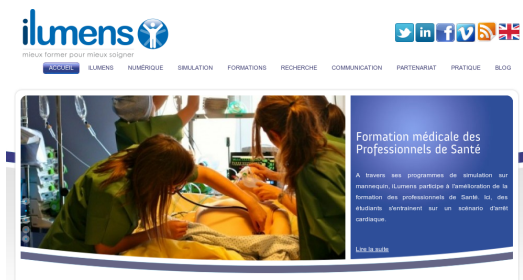 ilumens
mieux former pour mieux soigner
ACCUEIL ILUMENS NUMÉRIQUE SIMULATION FORMATIONS RECHERCHE COMMUNICATION PARTENARIAT PRATIQUE BLOG
Formation médicale des
Professionnels de Santé
A travers ses programmes de simulation sur
mannequin, iLumens participe à l'amélioration de la
formation des professionnels de Santé. Ici, des
étudiants s'entrainent sur un scénario d'arrêt
cardiaque.
Lire la suite